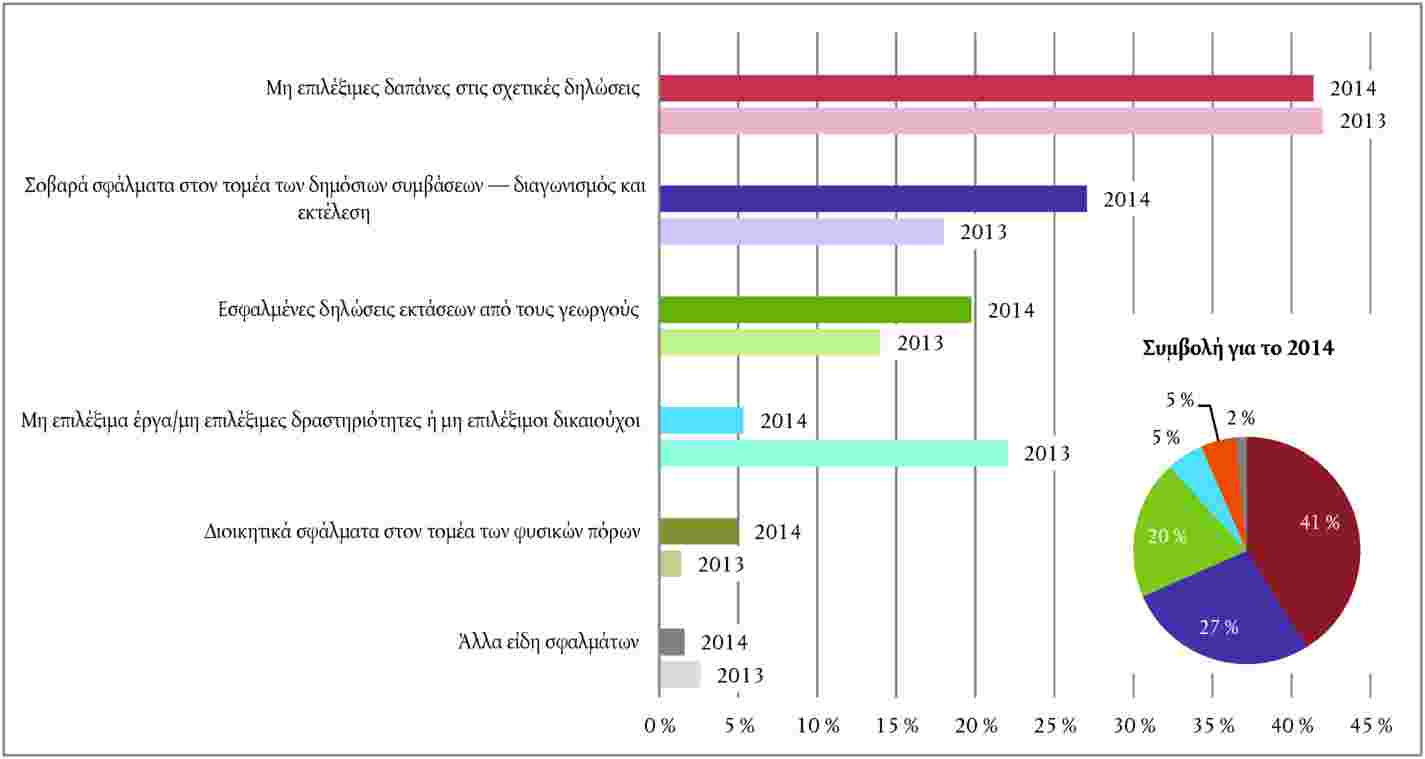 Μη επιλέξιμες δαπάνες στις σχετικές δηλώσεις
2014
2013
Σοβαρά σφάλματα στον τομέα των δημόσιων συμβάσεων — διαγωνισμός και
εκτέλεση
2014
2013
Εσφαλμένες δηλώσεις εκτάσεων από τους γεωργούς
2014
2013
Μη επιλέξιμα έργα/μη επιλέξιμες δραστηριότητες ή μη επιλέξιμοι δικαιούχοι
2014
2013
Διοικητικά σφάλματα στον τομέα των φυσικών πόρων
2014
2013
Άλλα είδη σφαλμάτων
2014
2013
0 % 5 % 10 % 15 % 20 % 25 % 30 % 35 % 40 % 45 %
Συμβολή για το 2014
5 %
2 %
5 %
41 %
20 %
27 %